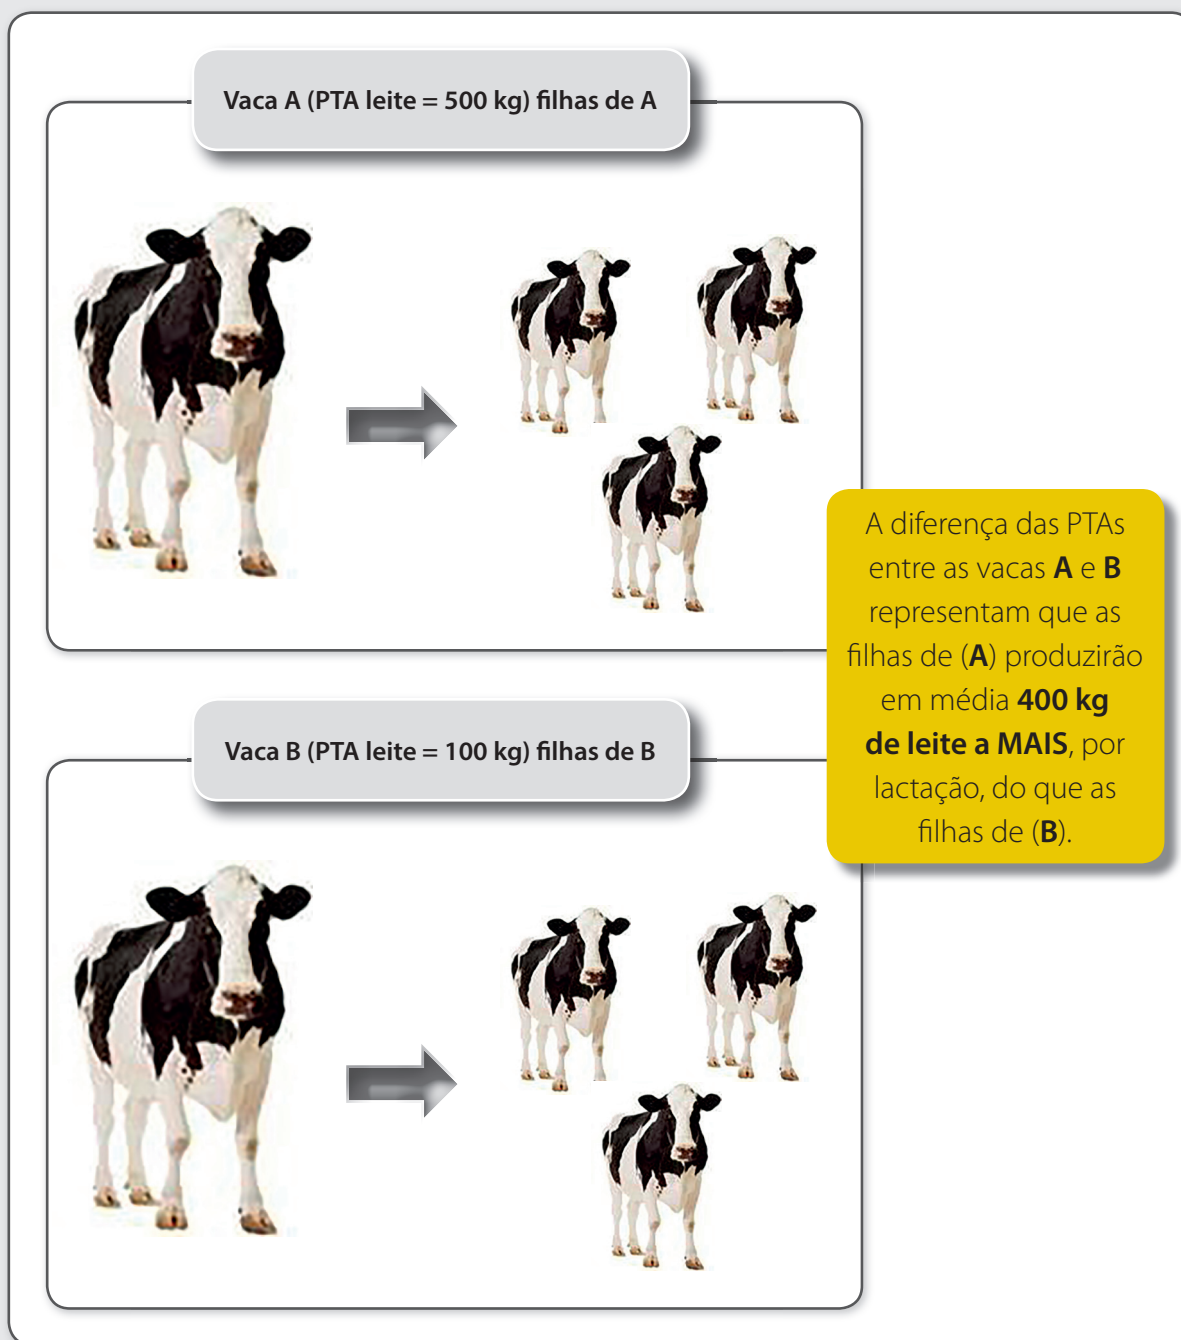 Vaca A (PTA leite = 500 kg) filhas de A
A diferença das PTAs
entre as vacas A e B
representam que as
filhas de (A) produzirão
em média 400 kg
de leite a MAIS, por
lactação, do que as
filhas de (B).
Vaca B (PTA leite = 100 kg) filhas de B